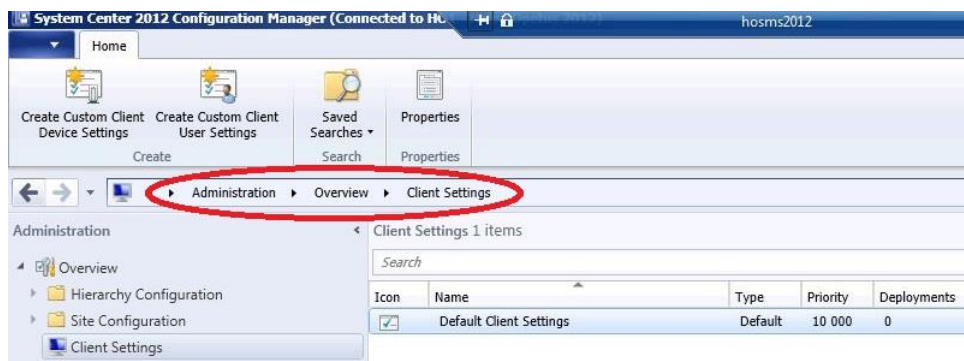 System Center 2012 Configuration Manager (Connected to
hosms2012
Home
Create Custom Client Device Settings
Create Custom Client User Settings
Saved Searches
Properties
Create
Search
Properties
Administration Overview Client Settings
Administration
Client Settings 1 items
Overview
Search
Hierarchy Configuration
Icon Name Type Priority Deployments
Site Configuration
Default Client Settings Default 10 000 0
Client Settings